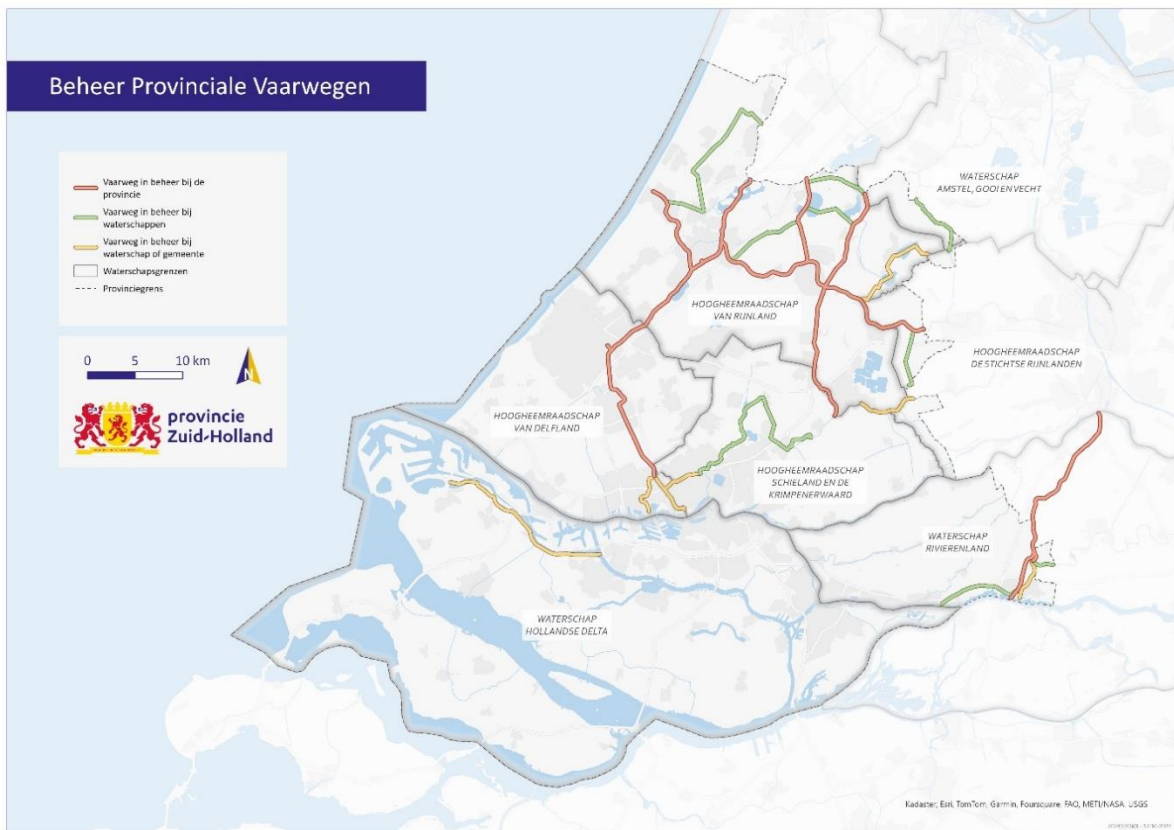 Beheer Provinciale Vaarwegen
Vaarweg in beheer bij de
provincie
Vaarweg in beheer bij
waterschappen
Vaarweg in beheer bij
waterschap of gemeente
Waterschapsgrenzen
Provinciegrens
0 5 10 km
N
provincie
Zuid-Holland
WATERSCHAP
AMSTEL, GOOI EN VECHT
HOOGHEEMRAADSCHAP
VAN RIJNLAND
HOOGHEEMRAADSCHAP
DE STICHTSE RIJNLANDEN
HOOGHEEMRAADSCHAP
VAN DELFLAND
HOOGHEEMRAADSCHAP
SCHIELAND EN DE
KRIMPENERWAARD
WATERSCHAP
RIVIERENLAND
WATERSCHAP
HOLLANDSE DELTA
Kadaster, Esri, TomTom, Garmin, Foursquare, FAO, METI/NASA, USGS